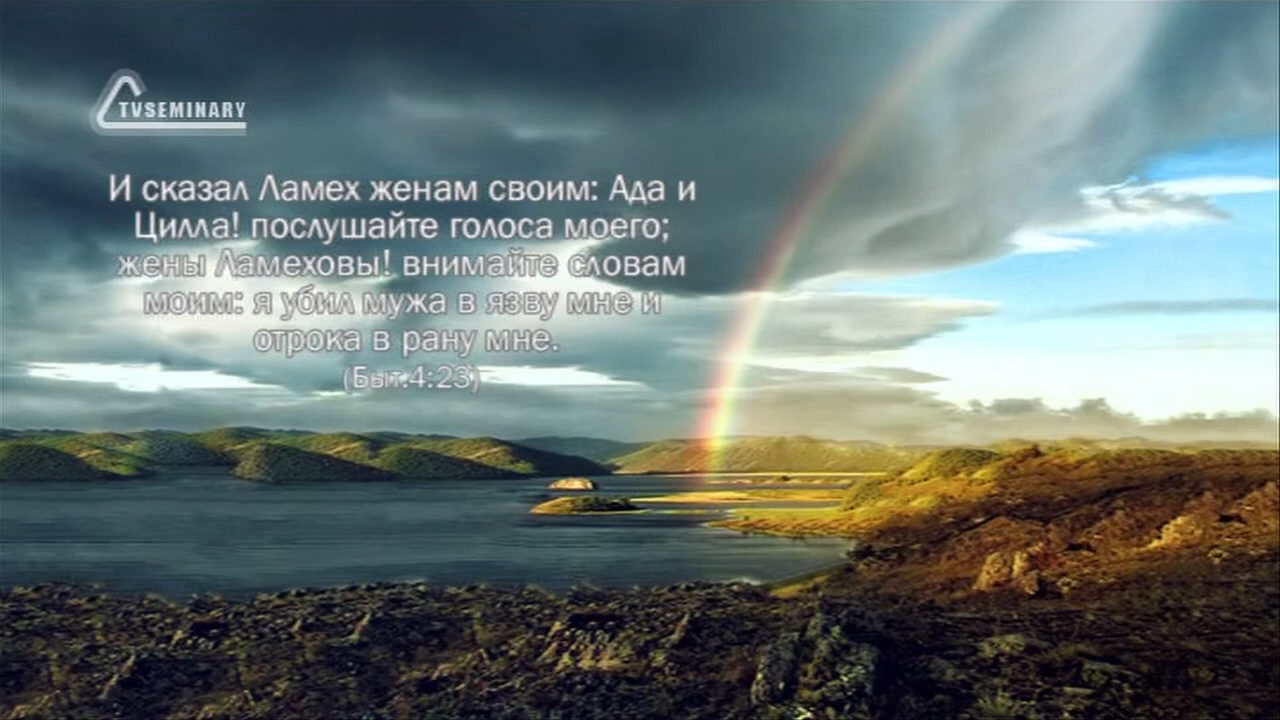 TVSEMINARY
И сказал Ламех женам своим: Ада и
Цилла! послушайте голоса моего;
жены Ламеховы! внимайте словам
моим: я убил мужа в язву мне и
отрока в рану мне.
(Быт.4:23)